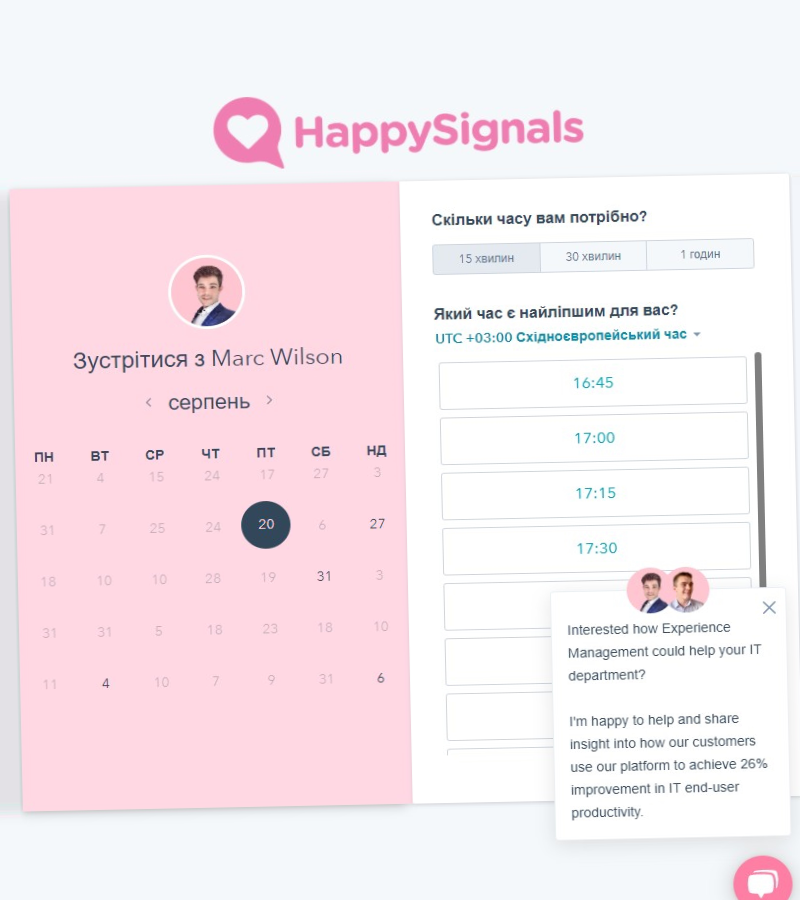 HappySignals
Зустрітися з Marc Wilson
серпень
ПН ВТ СР ЧТ ПТ СБ НД
21 4 15 24 17 27 3
31 7 25 24 20 6 27
18 10 10 28 19 31 3
31 31 5 18 23 18 10
11 4 10 7 9 31 6
Скільки часу вам потрібно?
15 хвилин 30 хвилин 1 годин
Який час є найліпшим для вас?
UTC +03:00 Східноєвропейський час
16:45
17:00
17:15
17:30
Interested how Experience
Management could help your IT
department?
I'm happy to help and share
insight into how our customers
use our platform to achieve 26%
improvement in IT end-user
productivity.